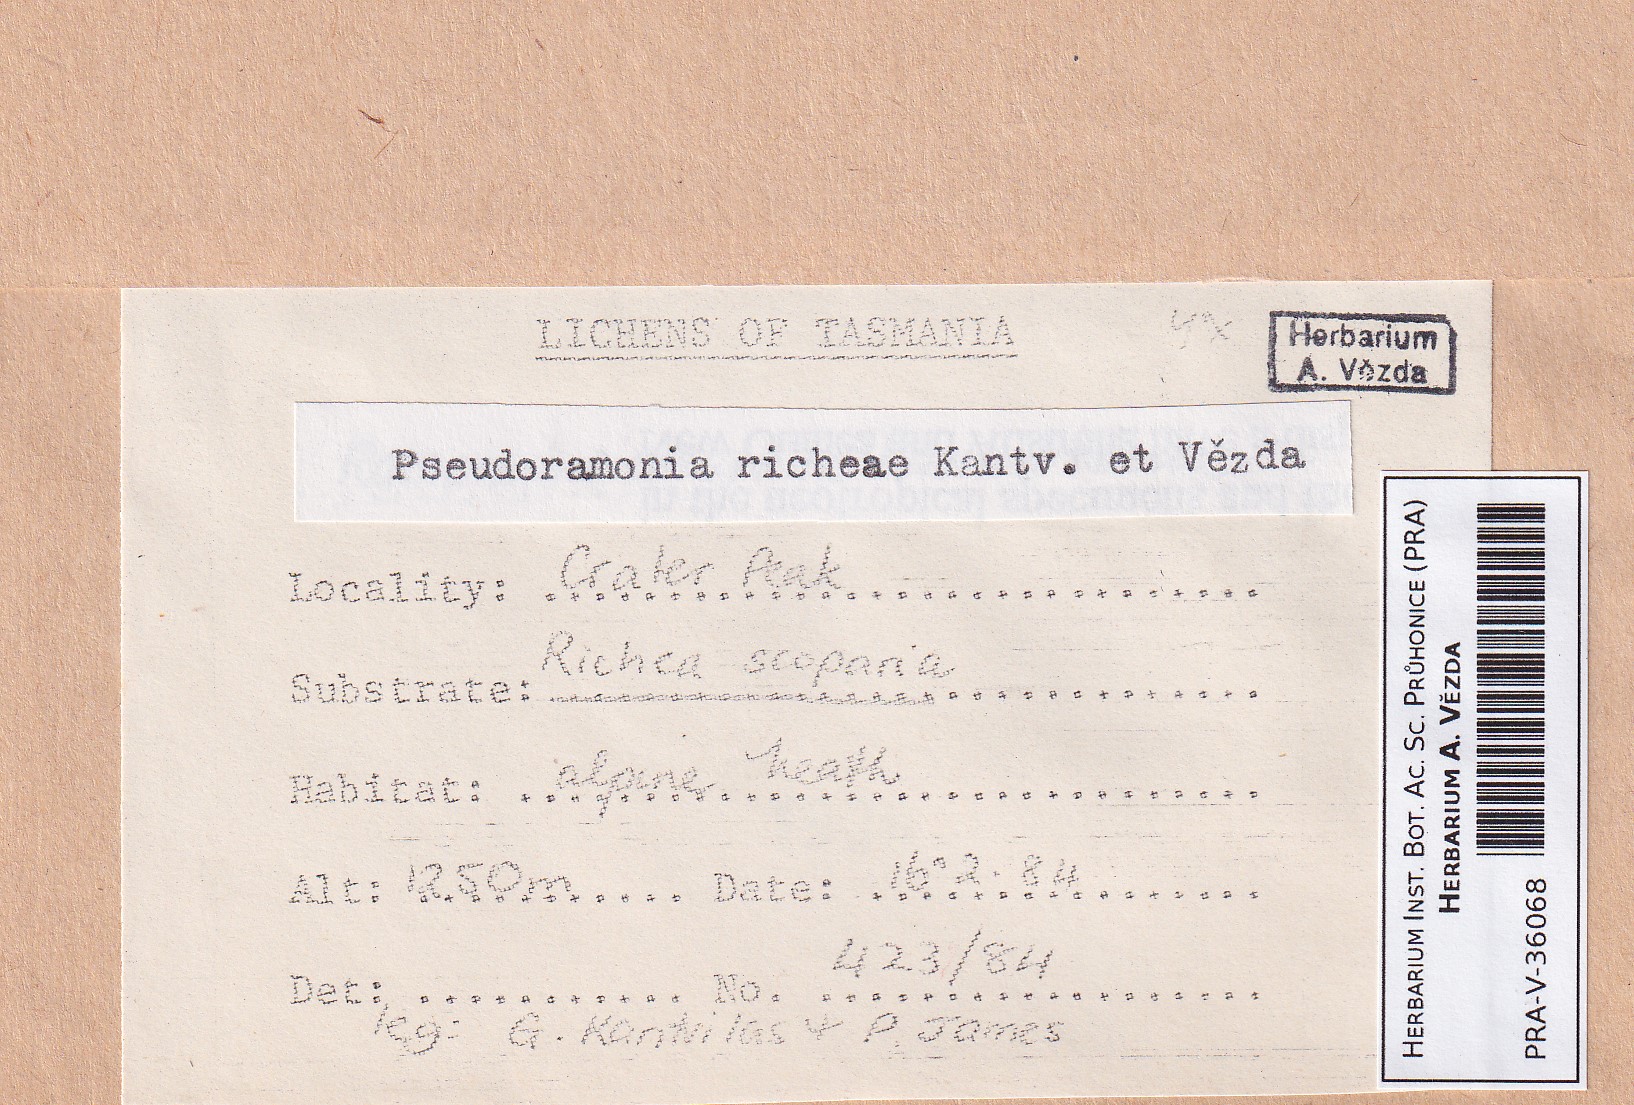 LICHENS OF TASMANIA
Herbarium
A. Vězda
Pseudoramonia richeae Kantv. et Vězda
Locality: Crater Peak
Substrate: Richea scoparia
Habitat: alpine heath
Alt: 1250m Date: 16.2.84
Det: No. 423/84
leg: G. Kantvilas & P. James
HERBARIUM INST. BOT. AC. SC. PRŮHONICE (PRA)
HERBARIUM A. VĚZDA
PRA-V-36068